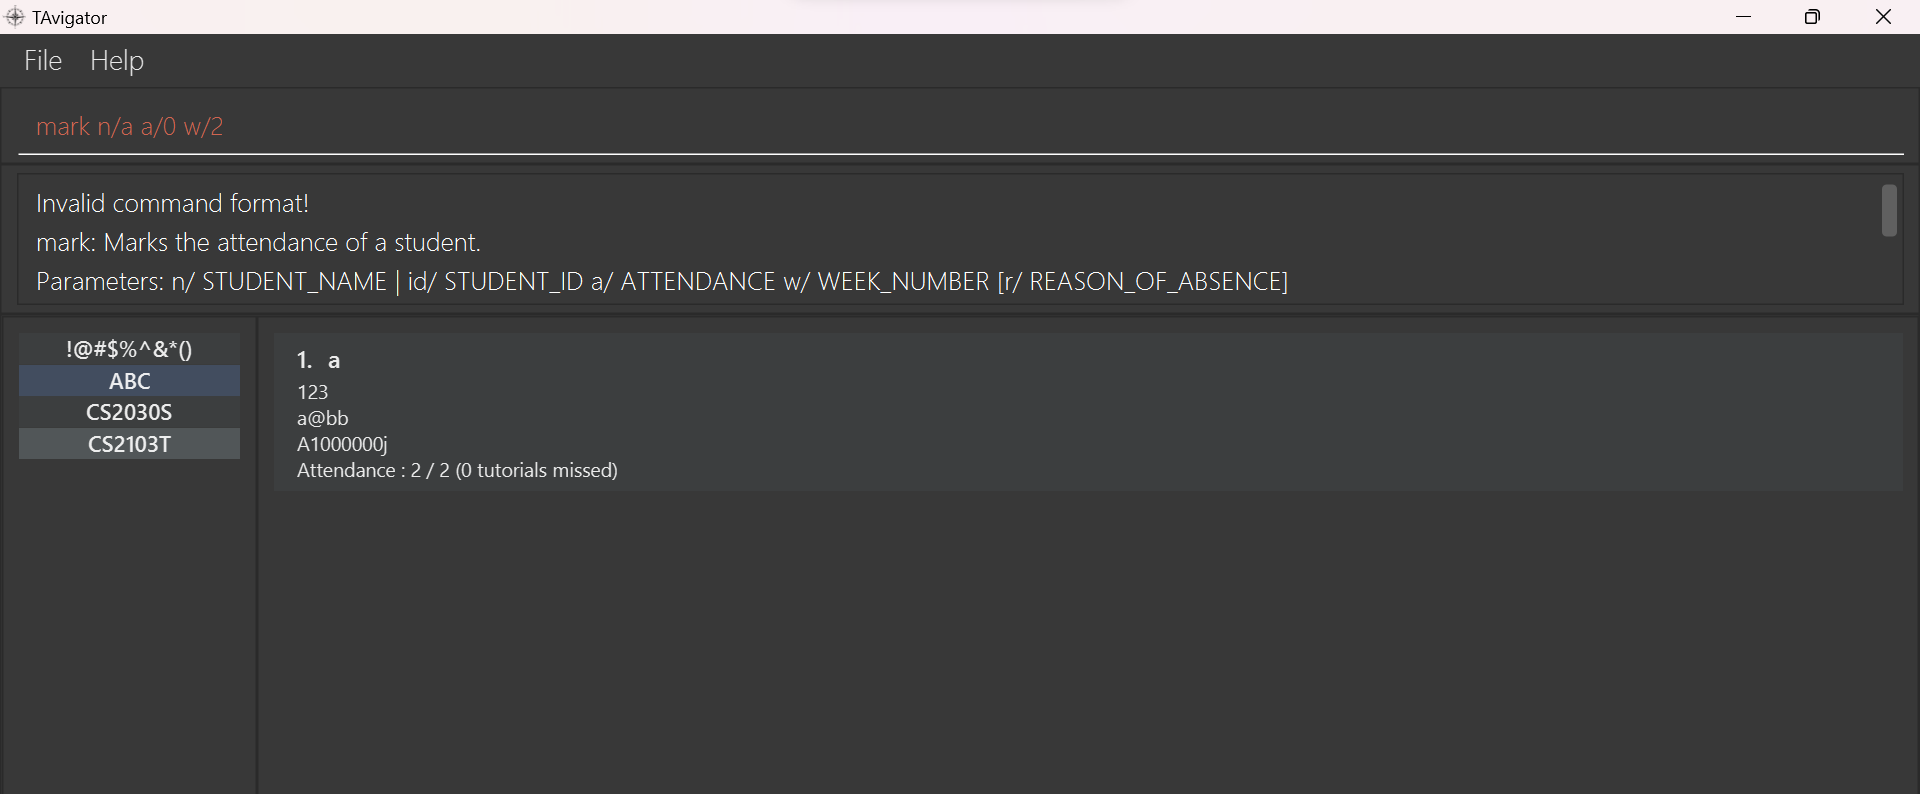 TAvigator
File Help
mark n/a a/0 w/2
Invalid command format!
mark: Marks the attendance of a student.
Parameters: n/ STUDENT_NAME | id/ STUDENT_ID a/ ATTENDANCE w/ WEEK_NUMBER [r/ REASON_OF_ABSENCE]
!@#$%^&*()
ABC
CS2030S
CS2103T
1. a
123
a@bb
A1000000j
Attendance : 2 / 2 (0 tutorials missed)